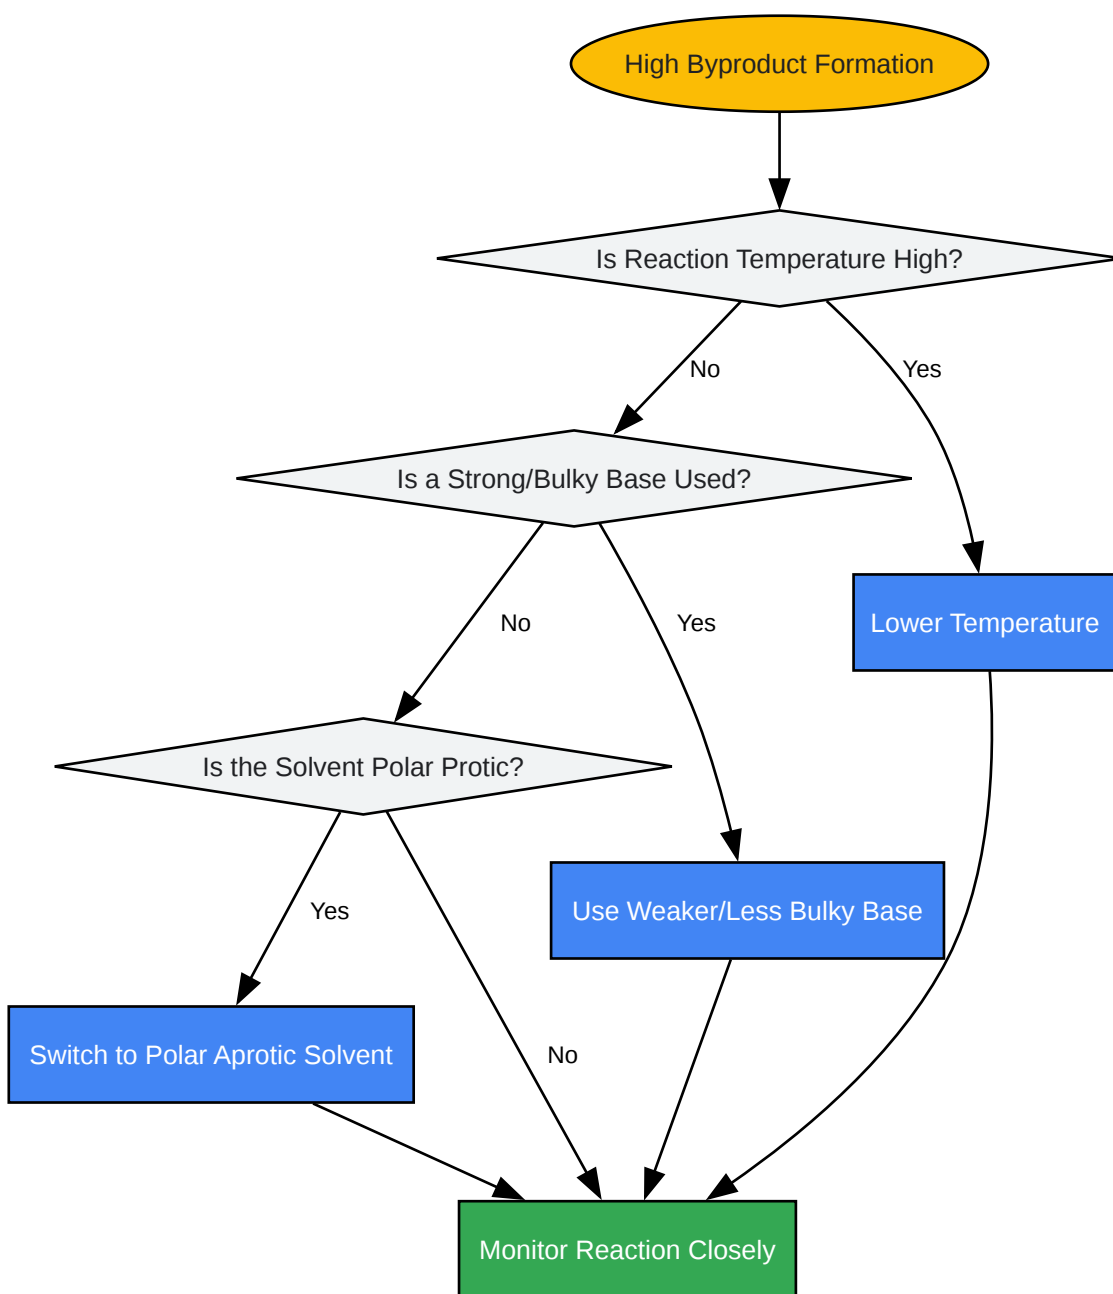 High Byproduct Formation
Is Reaction Temperature High?
No
Yes
Is a Strong/Bulky Base Used?
No
Yes
Lower Temperature
Is the Solvent Polar Protic?
Yes
Use Weaker/Less Bulky Base
Switch to Polar Aprotic Solvent
No
Monitor Reaction Closely